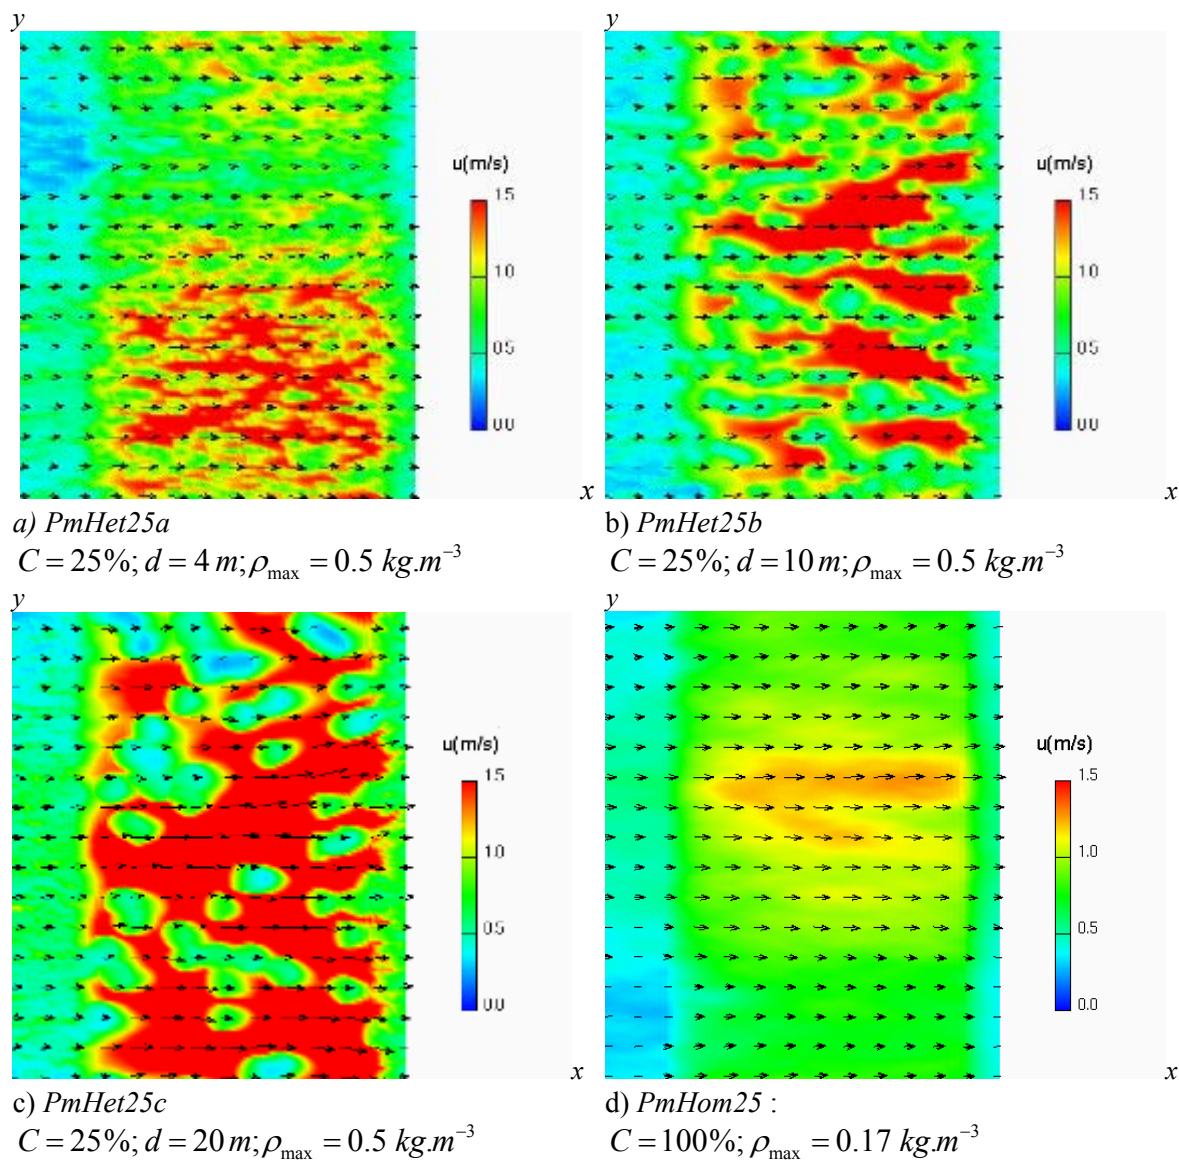 y
u(m/s)
1.5
1.0
0.5
0.0
x
a) PmHet25a
C = 25%; d = 4 m; ρmax = 0.5 kg.m⁻³
y
u(m/s)
1.5
1.0
0.5
0.0
x
b) PmHet25b
C = 25%; d = 10 m; ρmax = 0.5 kg.m⁻³
y
u(m/s)
1.5
1.0
0.5
0.0
x
c) PmHet25c
C = 25%; d = 20 m; ρmax = 0.5 kg.m⁻³
y
u(m/s)
1.5
1.0
0.5
0.0
x
d) PmHom25 :
C = 100%; ρmax = 0.17 kg.m⁻³